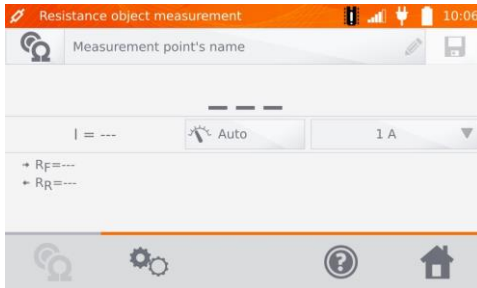 Resistance object measurement 10:06
Measurement point's name
---
I = --- Auto 1 A
RF=---
RR=---
?